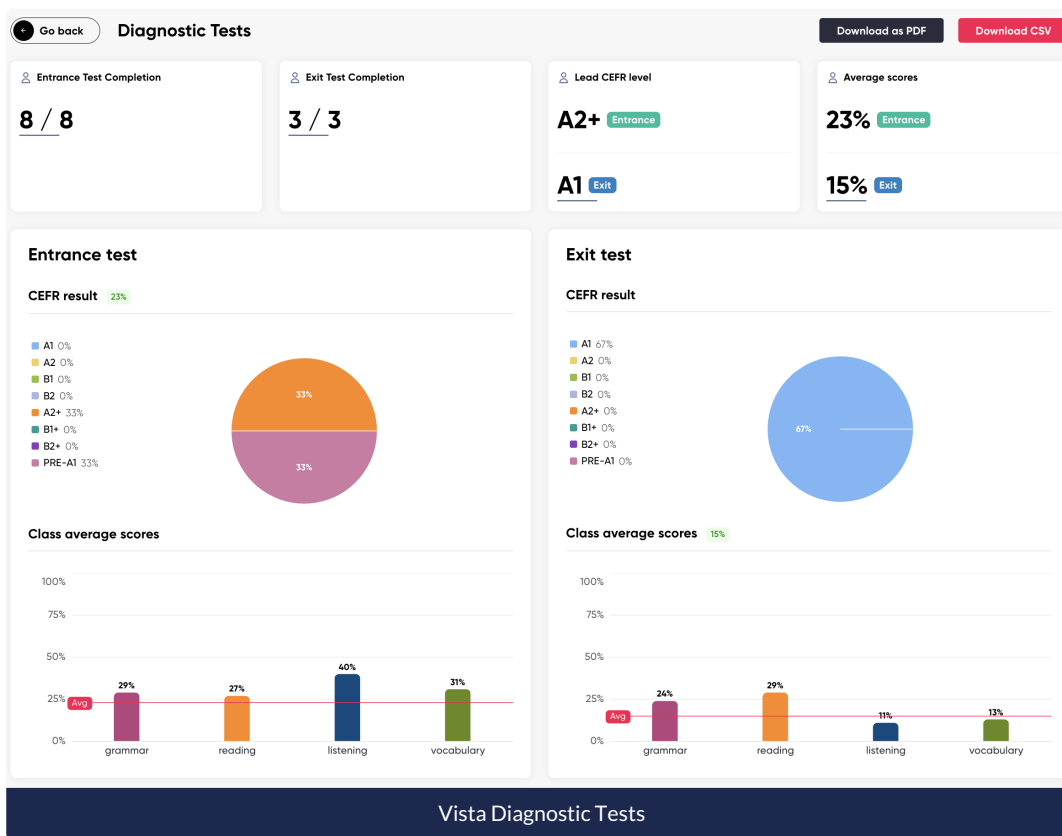 Go back
Diagnostic Tests
Download as PDF
Download CSV
Entrance Test Completion
8 / 8
Exit Test Completion
3 / 3
Lead CEFR level
A2+ Entrance
A1 Exit
Average scores
23% Entrance
15% Exit
Entrance test
CEFR result 23%
A1 0%
A2 0%
B1 0%
B2 0%
A2+ 33%
B1+ 0%
B2+ 0%
PRE-A1 33%
33%
33%
Class average scores
100%
75%
50%
25%
0%
Avg
29%
27%
40%
31%
grammar
reading
listening
vocabulary
Exit test
CEFR result
A1 67%
A2 0%
B1 0%
B2 0%
A2+ 0%
B1+ 0%
B2+ 0%
PRE-A1 0%
67%
Class average scores 15%
100%
75%
50%
25%
0%
Avg
24%
29%
11%
13%
grammar
reading
listening
vocabulary
Vista Diagnostic Tests